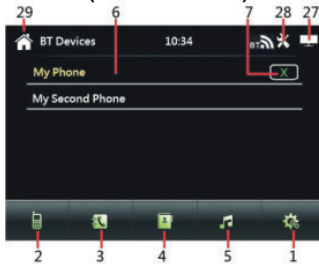 29 6 7 28 27
BT Devices 10:34 BT
My Phone X
My Second Phone
2 3 4 5 1